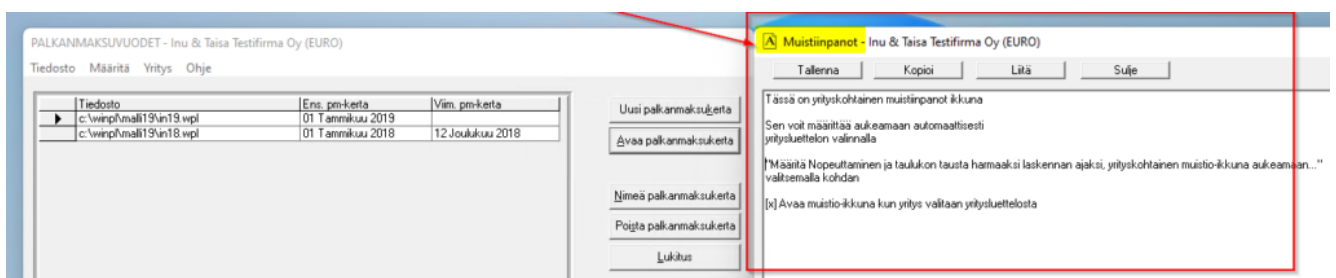 PALKANMAKSUVUODET - Inu & Taisa Testifirma Oy (EURO)
Tiedosto Määritä Yritys Ohje
Tiedosto Ens. pm-kerta Viim. pm-kerta
c:\winpl\malli19\in19.wpl 01 Tammikuu 2019
c:\winpl\malli19\in18.wpl 01 Tammikuu 2018 12 Joulukuu 2018
Uusi palkanmaksukerta
Avaa palkanmaksukerta
Nimeä palkanmaksukerta
Poista palkanmaksukerta
Lukitus
Muistiinpanot - Inu & Taisa Testifirma Oy (EURO)
Tallenna Kopioi Liitä Sulje
Tässä on yrityskohtainen muistiinpanot ikkuna
Sen voit määrittää aukeamaan automaattisesti
yritysluettelon valinnalla
"Määritä Nopeuttaminen ja taulukon tausta harmaaksi laskennan ajaksi, yrityskohtainen muistio-ikkuna aukeamaan..."
valitsemalla kohdan
[x] Avaa muistio-ikkuna kun yritys valitaan yritysluettelosta